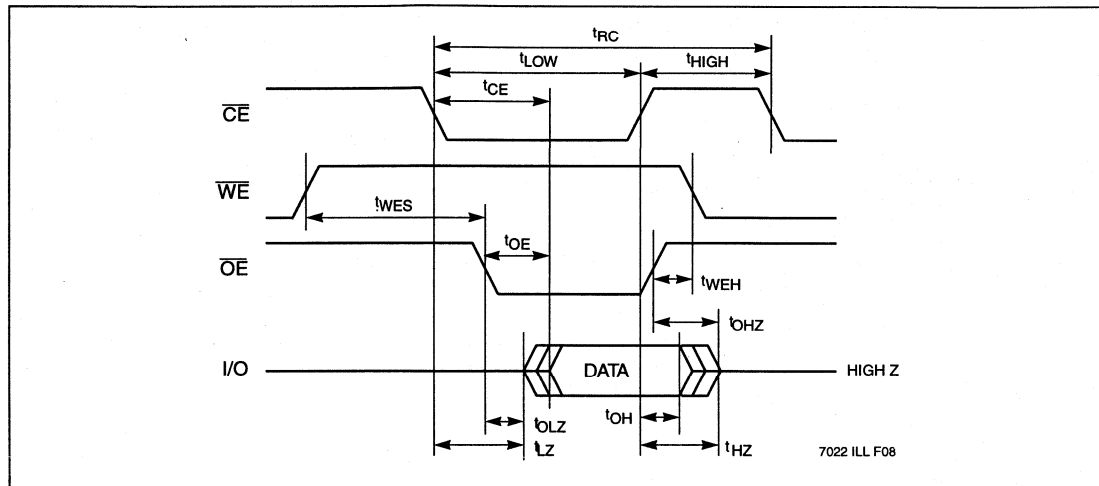 tRC
tLOW
tHIGH
tCE
CE
WE
tWES
tOE
OE
tWEH
tOHZ
I/O
DATA
HIGH Z
tOLZ
tOH
tLZ
tHZ
7022 ILL F08